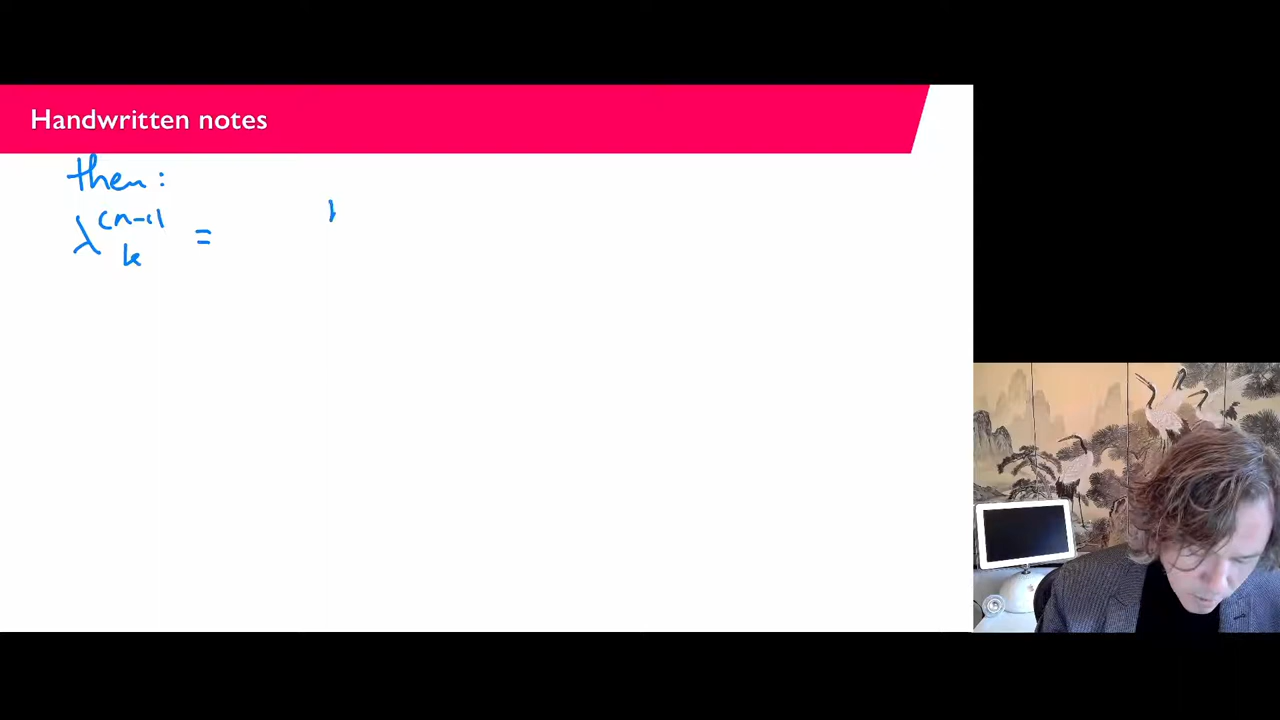 Handwritten notes
then:
λ_k^{(n-1)} =